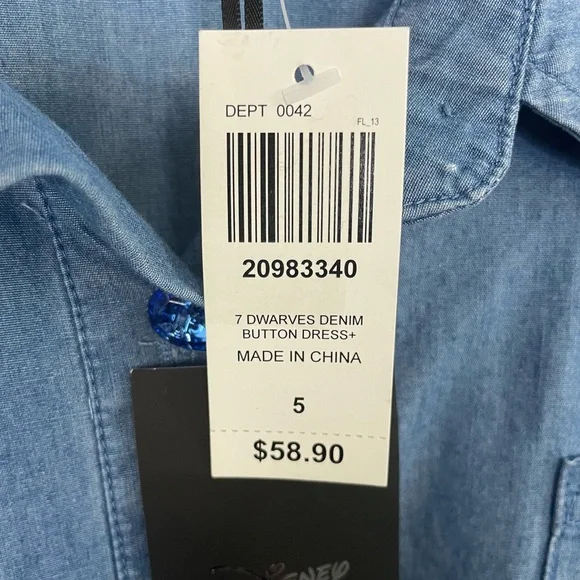 DEPT 0042
FL_13
20983340
7 DWARVES DENIM
BUTTON DRESS+
MADE IN CHINA
5
$58.90